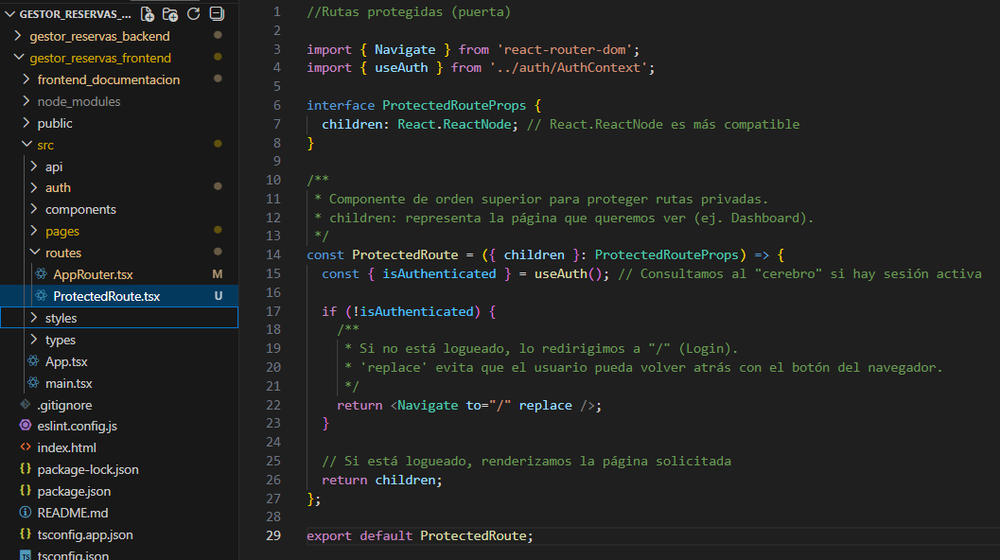 GESTOR_RESERVAS_...
gestor_reservas_backend
gestor_reservas_frontend
frontend_documentacion
node_modules
public
src
api
auth
components
pages
routes
AppRouter.tsx M
ProtectedRoute.tsx U
styles
types
App.tsx
main.tsx
.gitignore
eslint.config.js
index.html
package-lock.json
package.json
README.md
tsconfig.app.json
tsconfig.json
1 //Rutas protegidas (puerta)
2
3 import { Navigate } from 'react-router-dom';
4 import { useAuth } from '../auth/AuthContext';
5
6 interface ProtectedRouteProps {
7 children: React.ReactNode; // React.ReactNode es más compatible
8 }
9
10 /**
11 * Componente de orden superior para proteger rutas privadas.
12 * children: representa la página que queremos ver (ej. Dashboard).
13 */
14 const ProtectedRoute = ({ children }: ProtectedRouteProps) => {
15 const { isAuthenticated } = useAuth(); // Consultamos al "cerebro" si hay sesión activa
16
17 if (!isAuthenticated) {
18 /**
19 * Si no está logueado, lo redirigimos a "/" (Login).
20 * 'replace' evita que el usuario pueda volver atrás con el botón del navegador.
21 */
22 return <Navigate to="/" replace />;
23 }
24
25 // Si está logueado, renderizamos la página solicitada
26 return children;
27 };
28
29 export default ProtectedRoute;